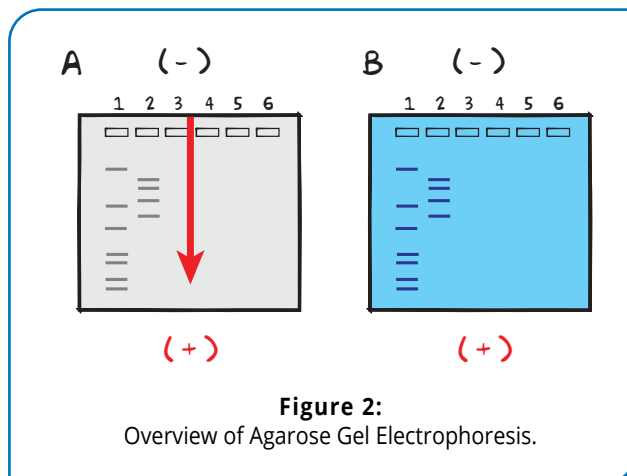 A (-) B (-)
1 2 3 4 5 6 1 2 3 4 5 6
(+) (+)
Figure 2:
Overview of Agarose Gel Electrophoresis.